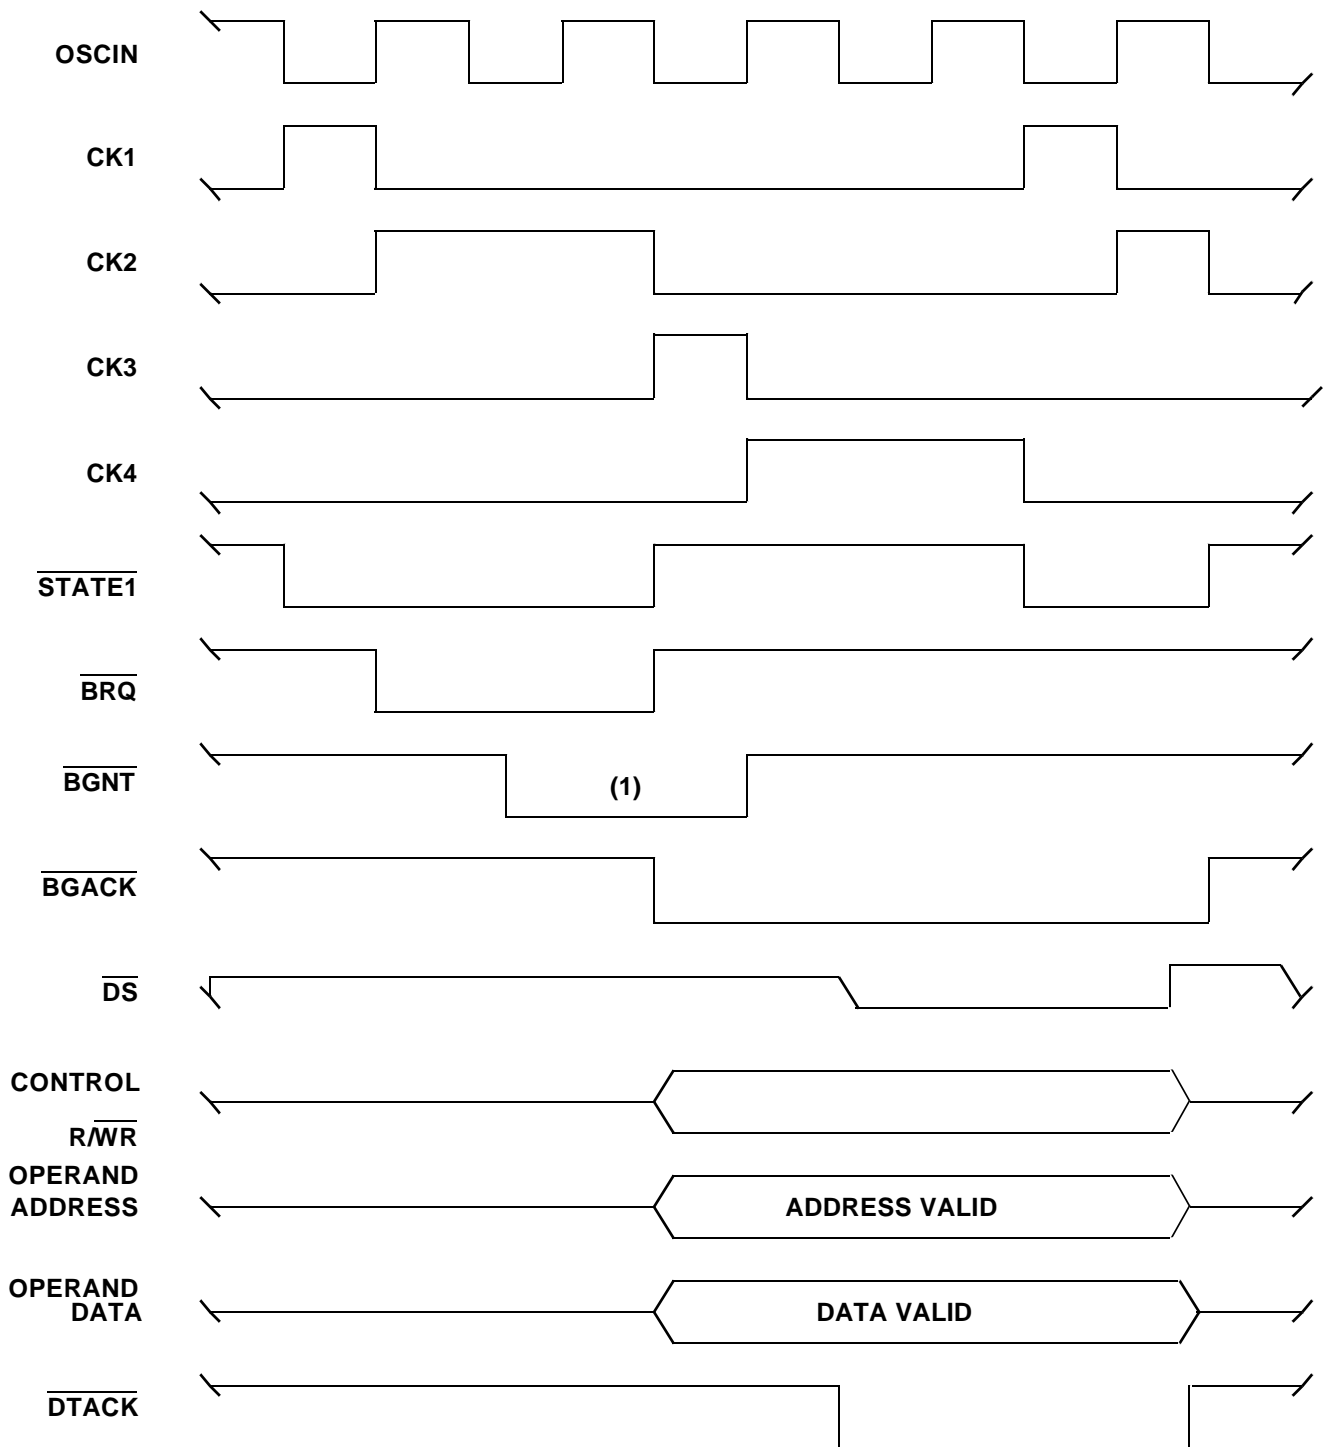 OSCIN
CK1
CK2
CK3
CK4
STATE1
BRQ
BGNT
(1)
BGACK
DS
CONTROL
R/WR
OPERAND
ADDRESS
ADDRESS VALID
OPERAND
DATA
DATA VALID
DTACK